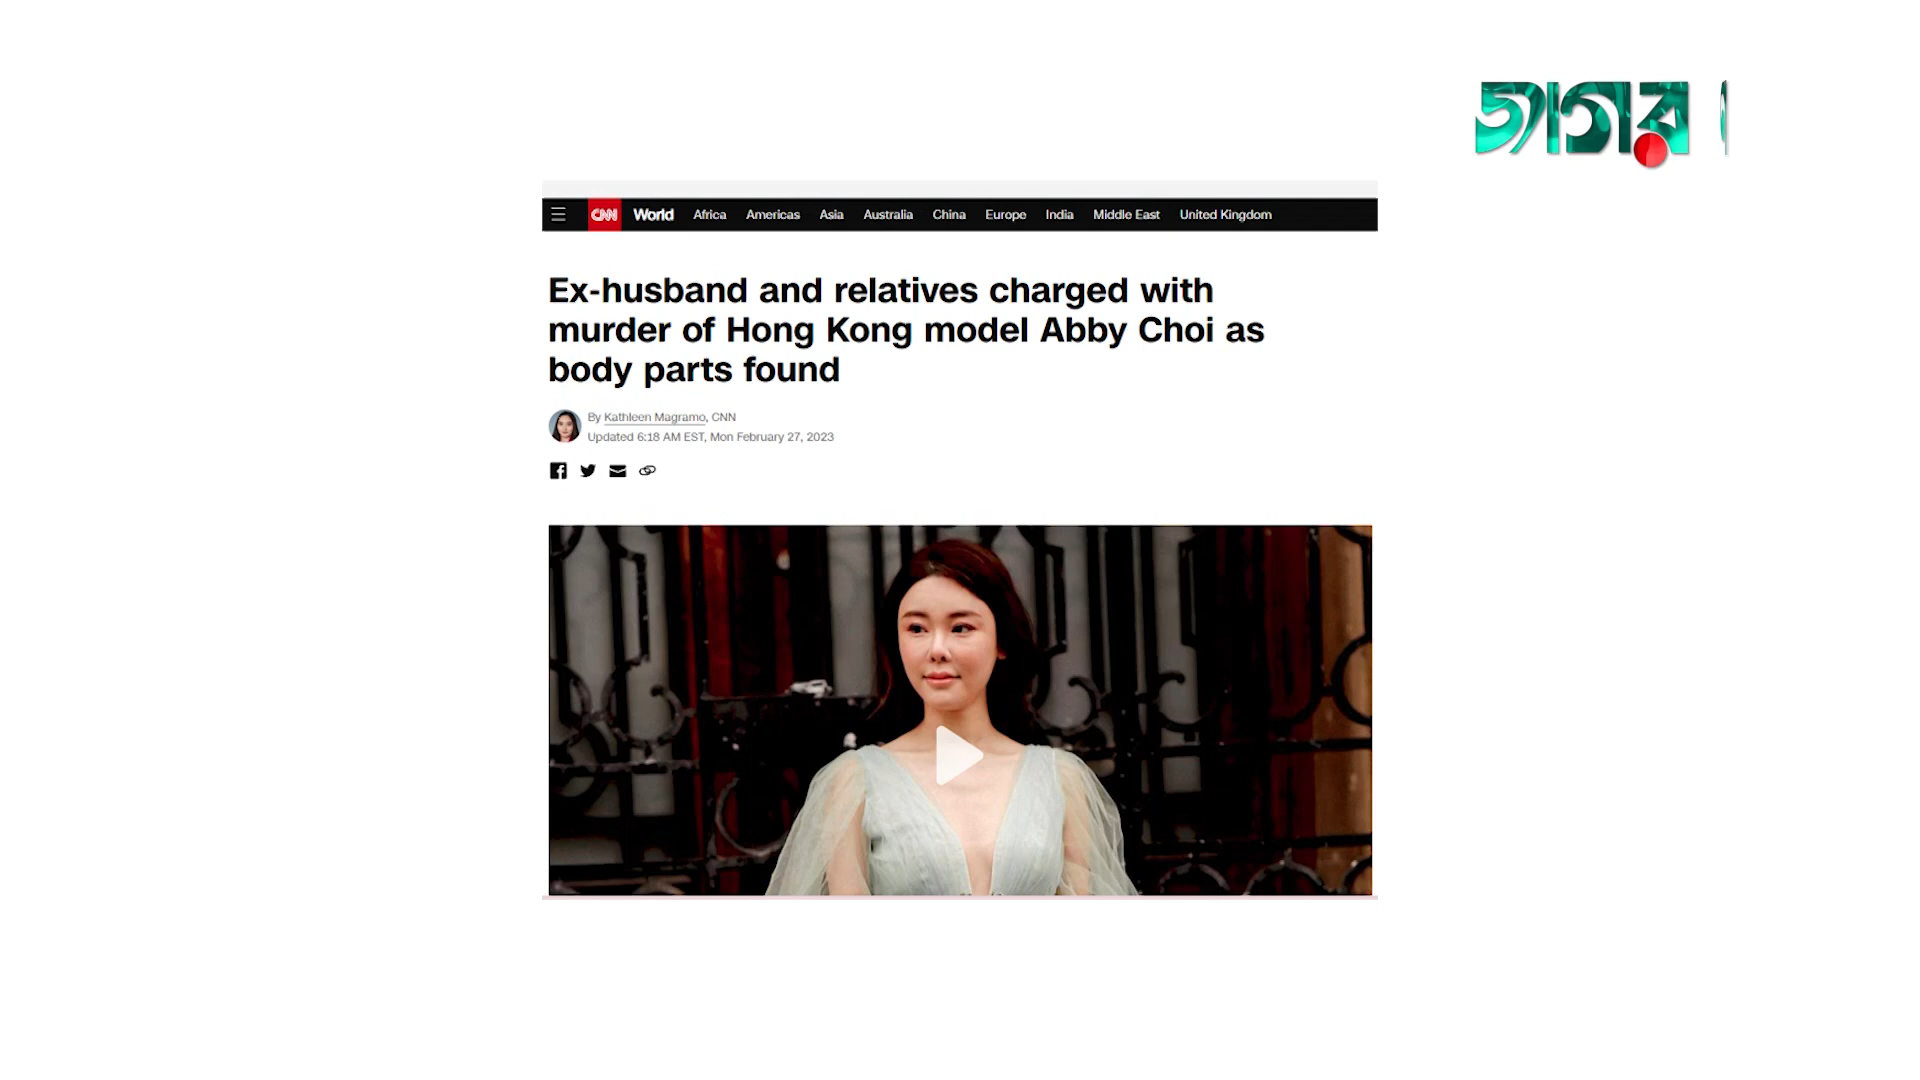 জাগর
CNN World Africa Americas Asia Australia China Europe India Middle East United Kingdom
Ex-husband and relatives charged with
murder of Hong Kong model Abby Choi as
body parts found
By Kathleen Magramo, CNN
Updated 6:18 AM EST, Mon February 27, 2023